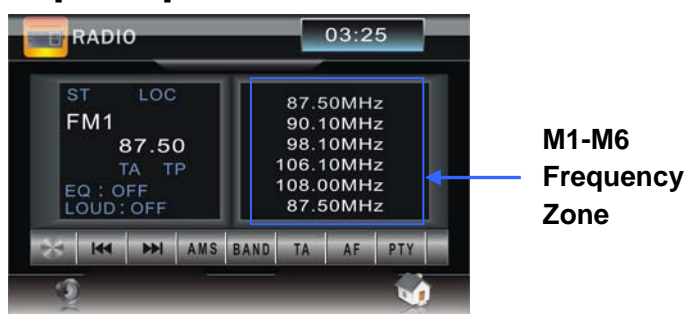 RADIO
03:25
ST LOC
FM1
87.50
TA TP
EQ : OFF
LOUD : OFF
87.50MHz
90.10MHz
98.10MHz
106.10MHz
108.00MHz
87.50MHz
AMS BAND TA AF PTY
M1-M6
Frequency
Zone